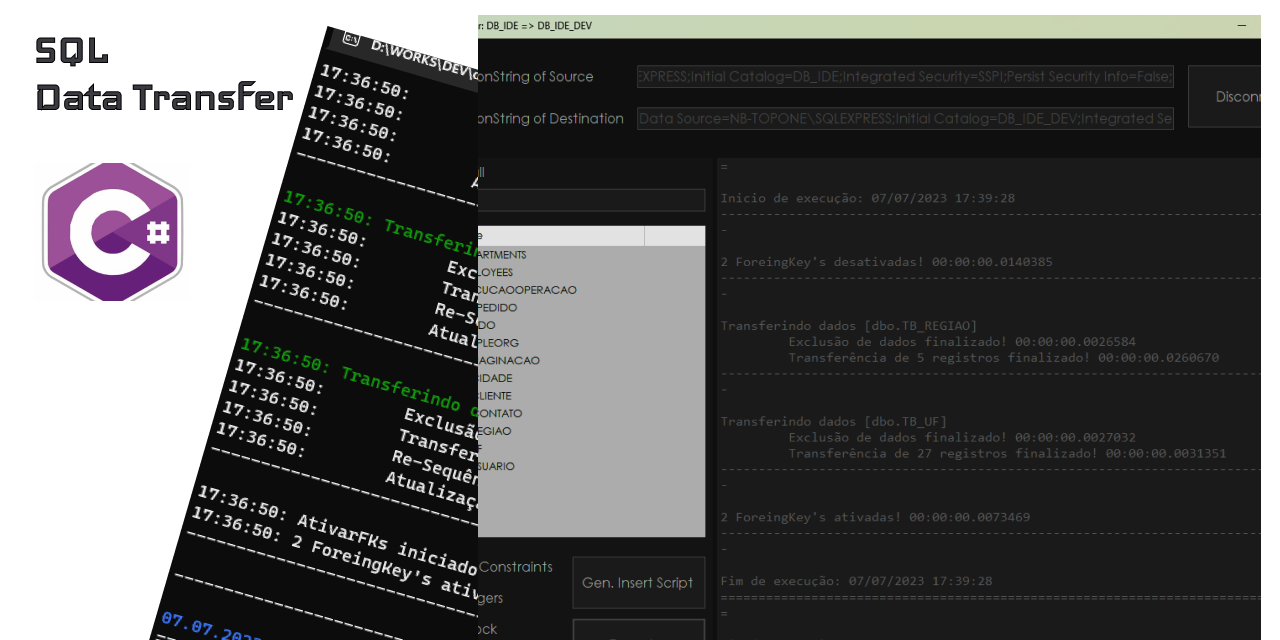 SQL
Data Transfer
C
#
C:\
D:\WORKS\DEV\
17:36:50:
17:36:50:
17:36:50:
17:36:50:
17:36:50: Transferin
17:36:50:
17:36:50: Exc
17:36:50: Tran
17:36:50: Re-S
17:36:50: Atual
17:36:50: Transferindo
17:36:50:
17:36:50: Exclusã
17:36:50: Transfer
17:36:50: Re-Sequên
Atualizaç
17:36:50: AtivarFKs iniciado
17:36:50: 2 ForeingKey's ativ
07.07.202
r: DB_IDE => DB_IDE_DEV
onString of Source
EXPRESS;Initial Catalog=DB_IDE;Integrated Security=SSPI;Persist Security Info=False;
Disconn
onString of Destination
Data Source=NB-TOPONE\SQLEXPRESS;Initial Catalog=DB_IDE_DEV;Integrated Se
ll
e
ARTMENTS
LOYEES
CUCAOOPERACAO
PEDIDO
DO
PLEORG
AGINACAO
IDADE
LIENTE
ONTATO
EGIAO
F
SUARIO
Constraints
gers
ock
Gen. Insert Script
=
Inicio de execução: 07/07/2023 17:39:28
--------------------------------------------------------------------------------
-
2 ForeingKey's desativadas! 00:00:00.0140385
--------------------------------------------------------------------------------
-
Transferindo dados [dbo.TB_REGIAO]
Exclusão de dados finalizado! 00:00:00.0026584
Transferência de 5 registros finalizado! 00:00:00.0260670
--------------------------------------------------------------------------------
-
Transferindo dados [dbo.TB_UF]
Exclusão de dados finalizado! 00:00:00.0027032
Transferência de 27 registros finalizado! 00:00:00.0031351
--------------------------------------------------------------------------------
-
2 ForeingKey's ativadas! 00:00:00.0073469
--------------------------------------------------------------------------------
-
Fim de execução: 07/07/2023 17:39:28
================================================================================
=